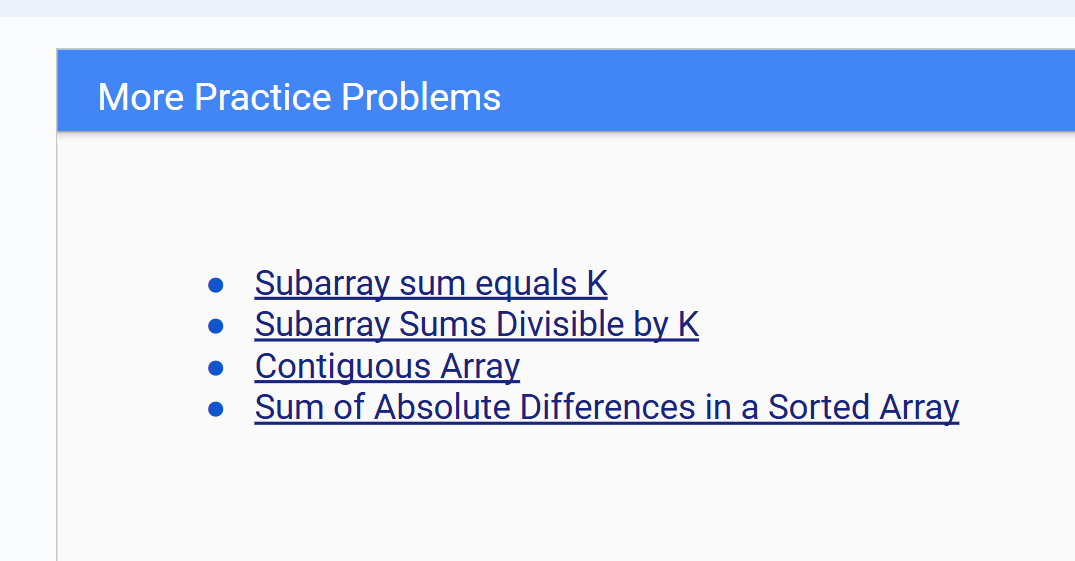 More Practice Problems
Subarray sum equals K
Subarray Sums Divisible by K
Contiguous Array
Sum of Absolute Differences in a Sorted Array